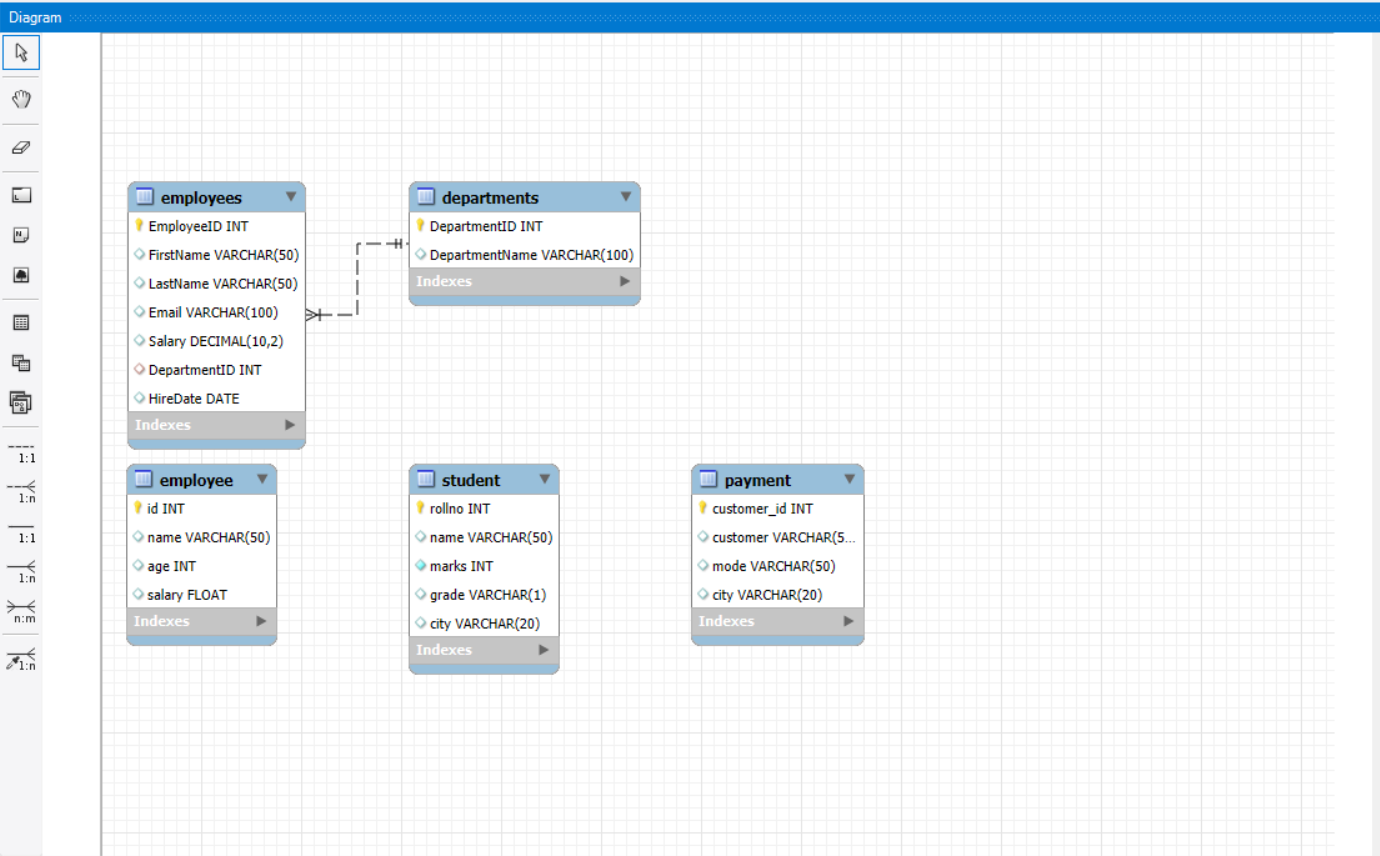 Diagram
employees
EmployeeID INT
FirstName VARCHAR(50)
LastName VARCHAR(50)
Email VARCHAR(100)
Salary DECIMAL(10,2)
DepartmentID INT
HireDate DATE
Indexes
departments
DepartmentID INT
DepartmentName VARCHAR(100)
Indexes
employee
id INT
name VARCHAR(50)
age INT
salary FLOAT
Indexes
student
rollno INT
name VARCHAR(50)
marks INT
grade VARCHAR(1)
city VARCHAR(20)
Indexes
payment
customer_id INT
customer VARCHAR(5...
mode VARCHAR(50)
city VARCHAR(20)
Indexes
1:1
1:n
1:1
1:n
n:m
1:n